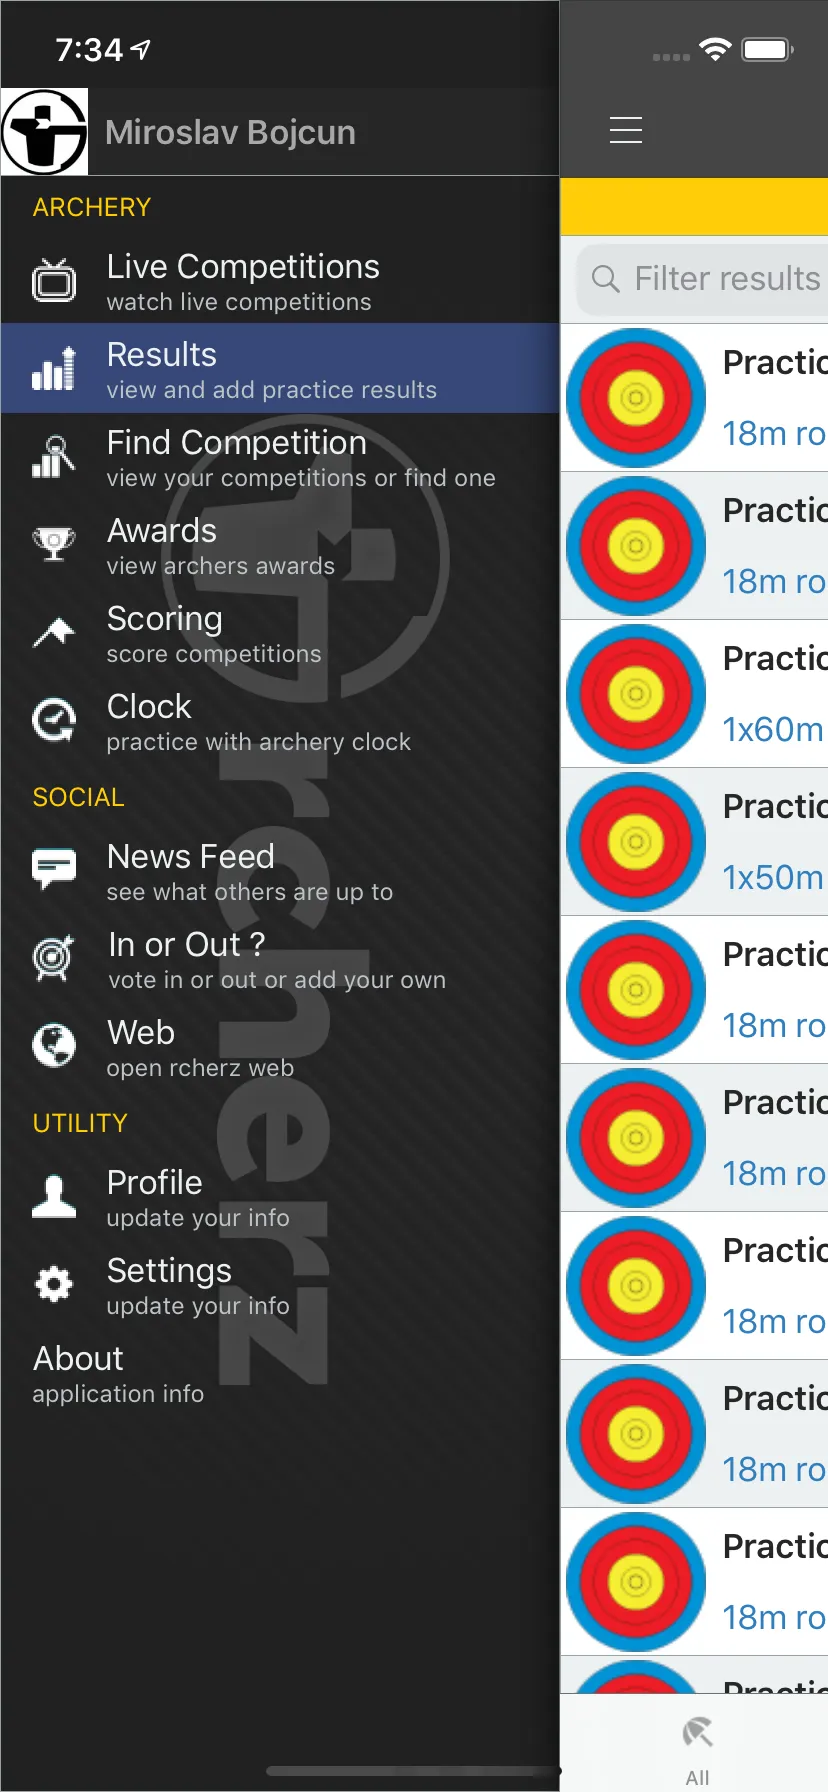 7:34
Miroslav Bojcun
ARCHERY
Live Competitions
watch live competitions
Results
view and add practice results
Find Competition
view your competitions or find one
Awards
view archers awards
Scoring
score competitions
Clock
practice with archery clock
SOCIAL
News Feed
see what others are up to
In or Out ?
vote in or out or add your own
Web
open rcherz web
UTILITY
Profile
update your info
Settings
update your info
About
application info
rcherz
Filter results
Practic
18m ro
Practic
18m ro
Practic
1x60m
Practic
1x50m
Practic
18m ro
Practic
18m ro
Practic
18m ro
Practic
18m ro
Practic
18m ro
Practic
All